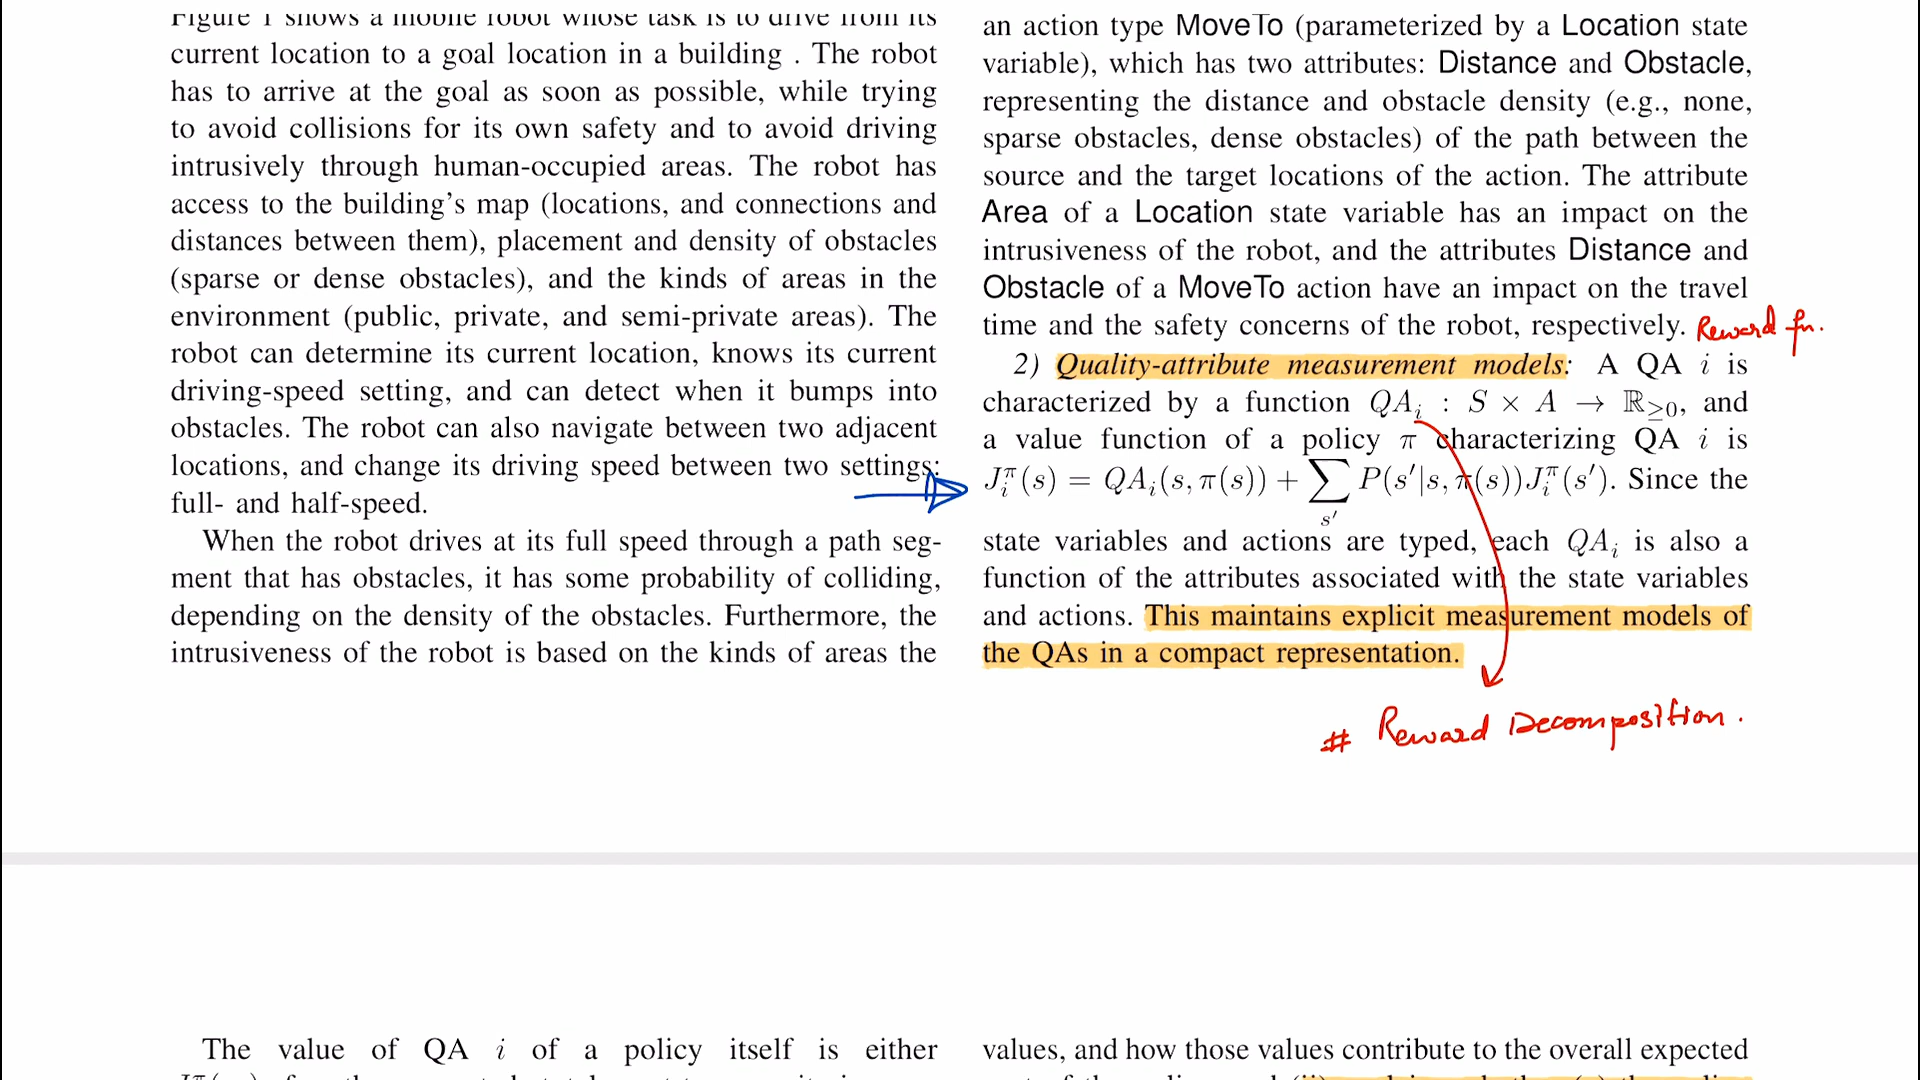 Figure 1 shows a mobile robot whose task is to drive from its
current location to a goal location in a building . The robot
has to arrive at the goal as soon as possible, while trying
to avoid collisions for its own safety and to avoid driving
intrusively through human-occupied areas. The robot has
access to the building's map (locations, and connections and
distances between them), placement and density of obstacles
(sparse or dense obstacles), and the kinds of areas in the
environment (public, private, and semi-private areas). The
robot can determine its current location, knows its current
driving-speed setting, and can detect when it bumps into
obstacles. The robot can also navigate between two adjacent
locations, and change its driving speed between two settings:
full- and half-speed.
When the robot drives at its full speed through a path seg-
ment that has obstacles, it has some probability of colliding,
depending on the density of the obstacles. Furthermore, the
intrusiveness of the robot is based on the kinds of areas the
an action type MoveTo (parameterized by a Location state
variable), which has two attributes: Distance and Obstacle,
representing the distance and obstacle density (e.g., none,
sparse obstacles, dense obstacles) of the path between the
source and the target locations of the action. The attribute
Area of a Location state variable has an impact on the
intrusiveness of the robot, and the attributes Distance and
Obstacle of a MoveTo action have an impact on the travel
time and the safety concerns of the robot, respectively.
Reward fn.
2) Quality-attribute measurement models: A QA i is
characterized by a function QA_i : S × A → ℝ≥0, and
a value function of a policy π characterizing QA i is
J_i^π(s) = QA_i(s, π(s)) + ∑_{s′} P(s′|s, π(s))J_i^π(s′). Since the
state variables and actions are typed, each QA_i is also a
function of the attributes associated with the state variables
and actions. This maintains explicit measurement models of
the QAs in a compact representation.
# Reward Decomposition.
The value of QA i of a policy itself is either
values, and how those values contribute to the overall expected